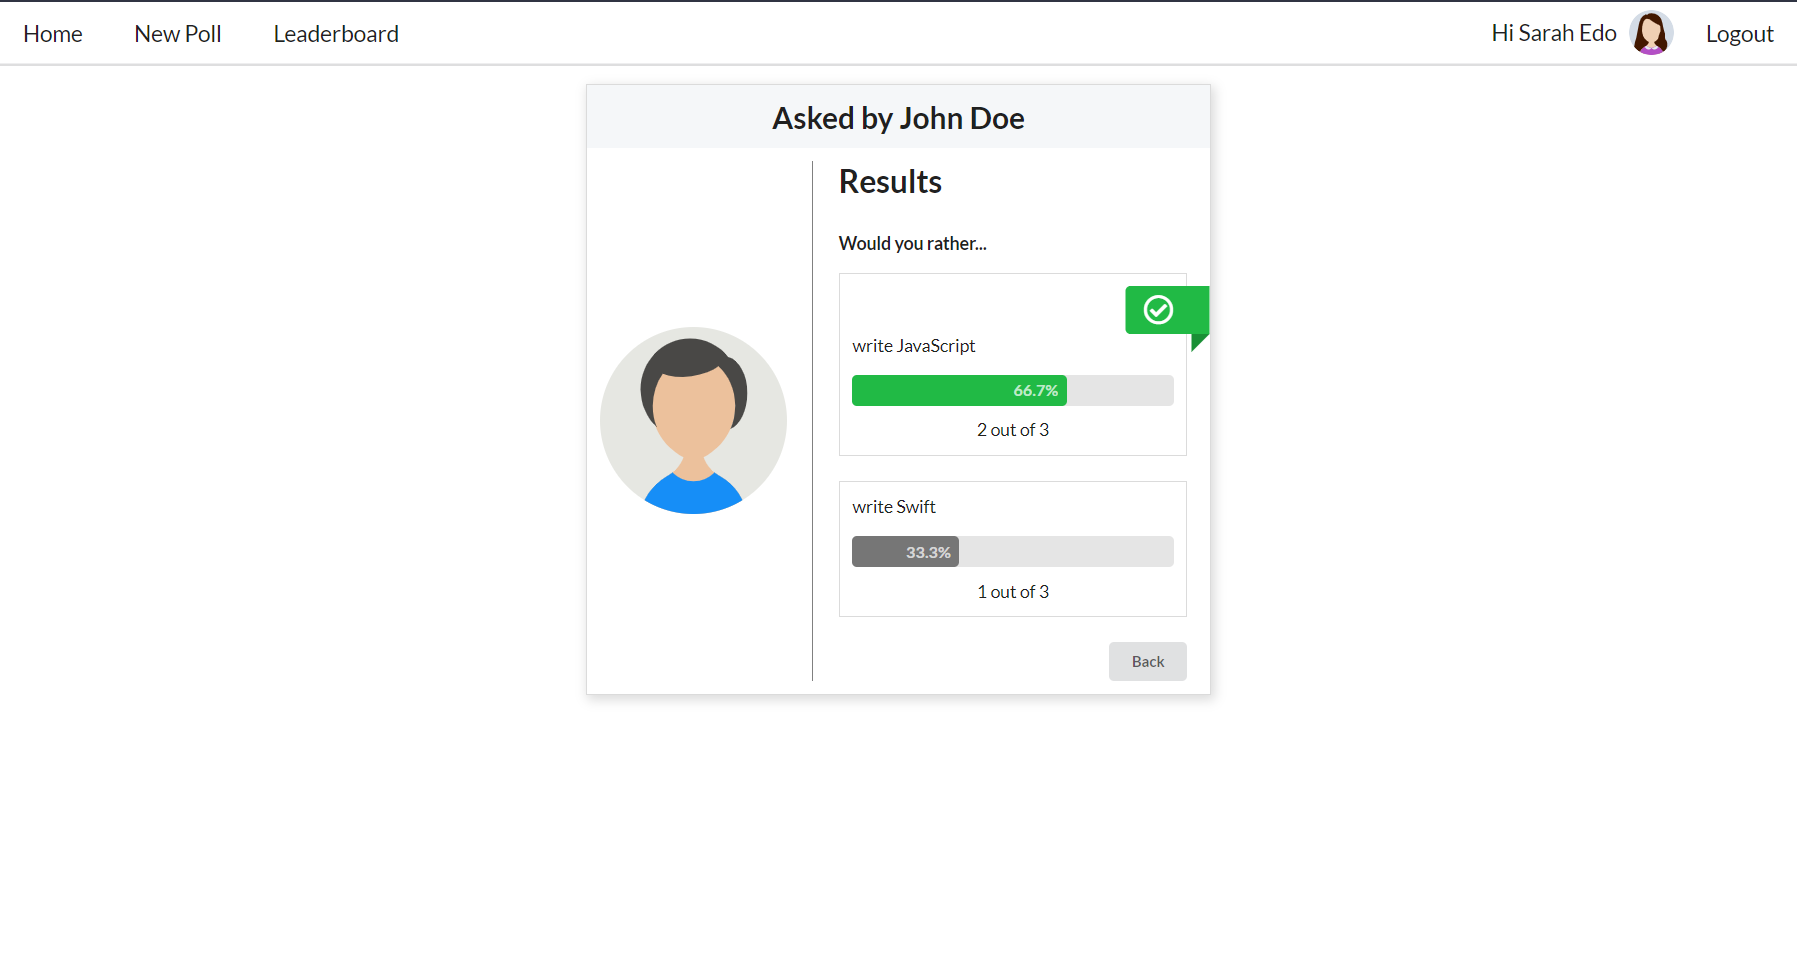 Home New Poll Leaderboard Hi Sarah Edo Logout
Asked by John Doe
Results
Would you rather...
write JavaScript
66.7%
2 out of 3
write Swift
33.3%
1 out of 3
Back